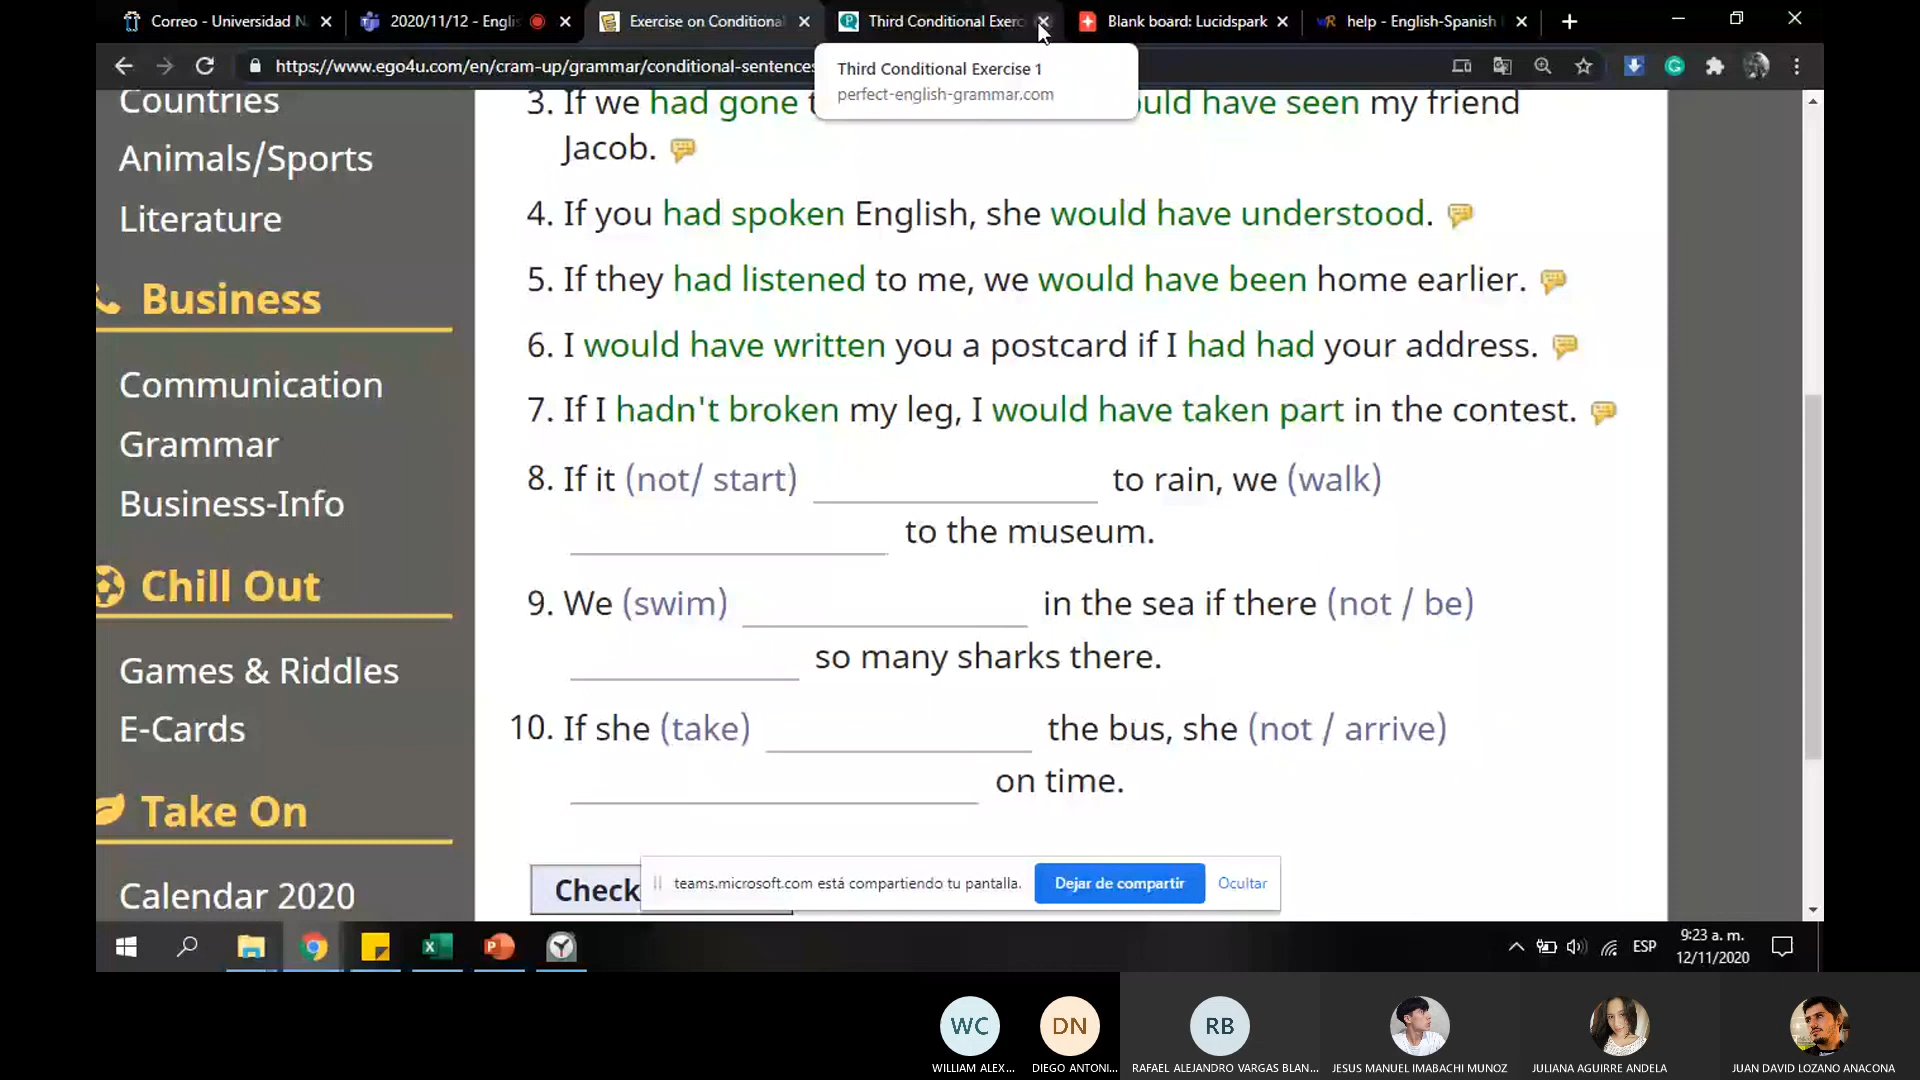 Correo - Universidad N
2020/11/12 - Englis
Exercise on Conditional
Third Conditional Exerc
Blank board: Lucidspark
help - English-Spanish
https://www.ego4u.com/en/cram-up/grammar/conditional-sentences
Third Conditional Exercise 1
perfect-english-grammar.com
Countries
Animals/Sports
Literature
Business
Communication
Grammar
Business-Info
Chill Out
Games & Riddles
E-Cards
Take On
Calendar 2020
3. If we had gone t ould have seen my friend
Jacob.
4. If you had spoken English, she would have understood.
5. If they had listened to me, we would have been home earlier.
6. I would have written you a postcard if I had had your address.
7. If I hadn't broken my leg, I would have taken part in the contest.
8. If it (not/ start) to rain, we (walk)
to the museum.
9. We (swim) in the sea if there (not / be)
so many sharks there.
10. If she (take) the bus, she (not / arrive)
on time.
Check
teams.microsoft.com está compartiendo tu pantalla.
Dejar de compartir
Ocultar
ESP
9:23 a. m.
12/11/2020
WC
DN
RB
WILLIAM ALEX...
DIEGO ANTONI...
RAFAEL ALEJANDRO VARGAS BLAN...
JESUS MANUEL IMABACHI MUNOZ
JULIANA AGUIRRE ANDELA
JUAN DAVID LOZANO ANACONA